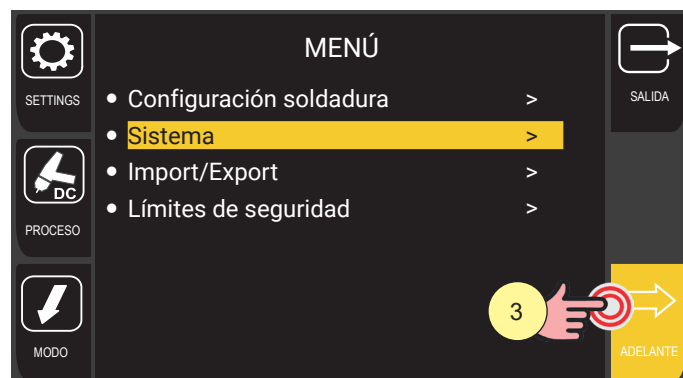 MENÚ
SETTINGS
SALIDA
• Configuración soldadura >
• Sistema >
• Import/Export >
• Límites de seguridad >
DC
PROCESO
3
MODO
ADELANTE